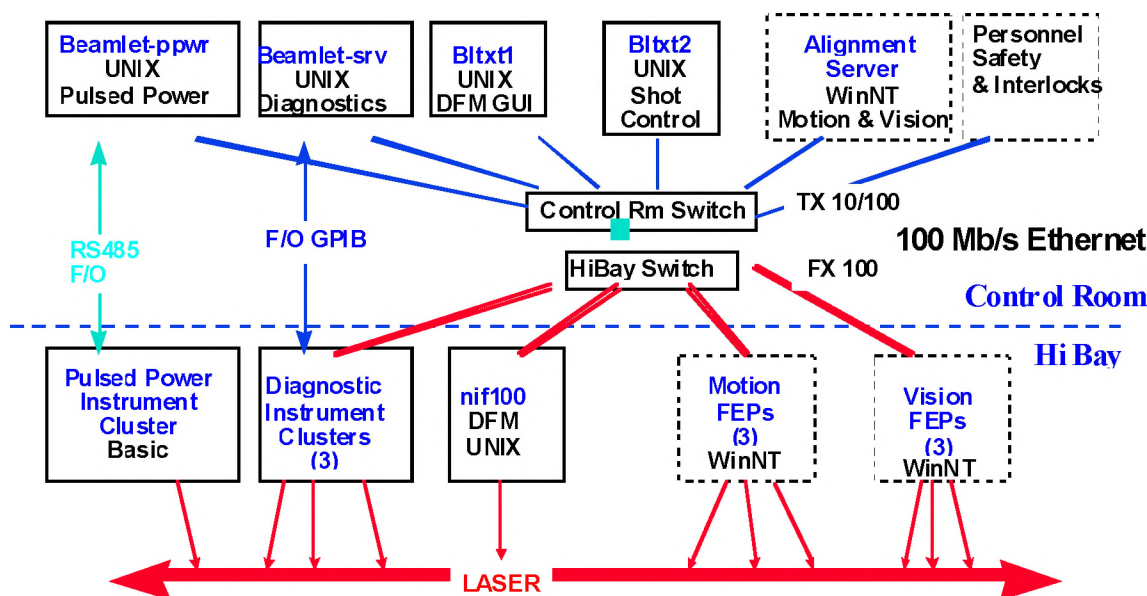 Beamlet-ppwr
UNIX
Pulsed Power
Beamlet-srv
UNIX
Diagnostics
Bltxt1
UNIX
DFM GUI
Bltxt2
UNIX
Shot
Control
Alignment
Server
WinNT
Motion & Vision
Personnel
Safety
& Interlocks
Control Rm Switch
TX 10/100
RS485
F/O
F/O GPIB
100 Mb/s Ethernet
HiBay Switch
FX 100
Control Room
Hi Bay
Pulsed Power
Instrument
Cluster
Basic
Diagnostic
Instrument
Clusters
(3)
nif100
DFM
UNIX
Motion
FEPs
(3)
WinNT
Vision
FEPs
(3)
WinNT
LASER